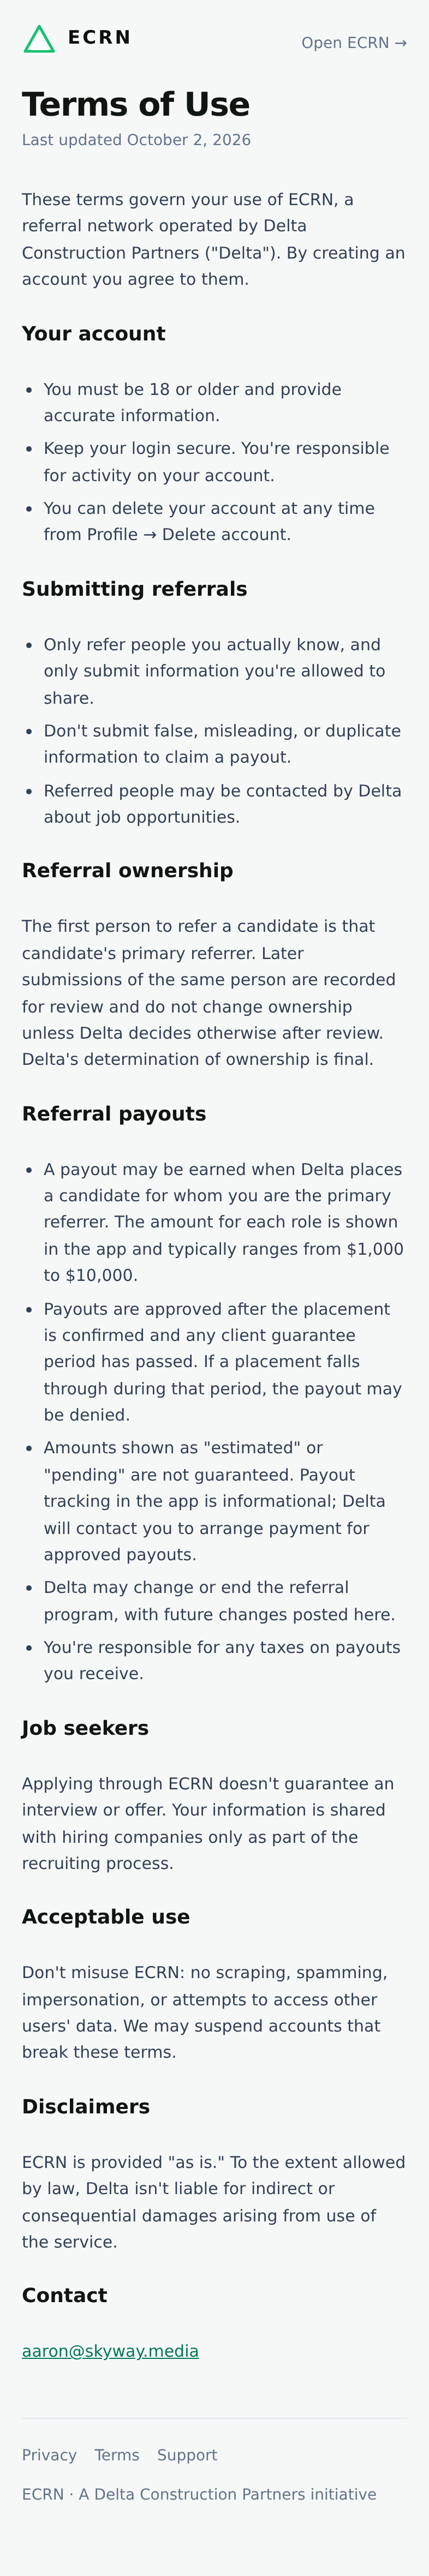 ECRN
Open ECRN →
Terms of Use
Last updated October 2, 2026
These terms govern your use of ECRN, a
referral network operated by Delta
Construction Partners ("Delta"). By creating an
account you agree to them.
Your account
• You must be 18 or older and provide
accurate information.
• Keep your login secure. You're responsible
for activity on your account.
• You can delete your account at any time
from Profile → Delete account.
Submitting referrals
• Only refer people you actually know, and
only submit information you're allowed to
share.
• Don't submit false, misleading, or duplicate
information to claim a payout.
• Referred people may be contacted by Delta
about job opportunities.
Referral ownership
The first person to refer a candidate is that
candidate's primary referrer. Later
submissions of the same person are recorded
for review and do not change ownership
unless Delta decides otherwise after review.
Delta's determination of ownership is final.
Referral payouts
• A payout may be earned when Delta places
a candidate for whom you are the primary
referrer. The amount for each role is shown
in the app and typically ranges from $1,000
to $10,000.
• Payouts are approved after the placement
is confirmed and any client guarantee
period has passed. If a placement falls
through during that period, the payout may
be denied.
• Amounts shown as "estimated" or
"pending" are not guaranteed. Payout
tracking in the app is informational; Delta
will contact you to arrange payment for
approved payouts.
• Delta may change or end the referral
program, with future changes posted here.
• You're responsible for any taxes on payouts
you receive.
Job seekers
Applying through ECRN doesn't guarantee an
interview or offer. Your information is shared
with hiring companies only as part of the
recruiting process.
Acceptable use
Don't misuse ECRN: no scraping, spamming,
impersonation, or attempts to access other
users' data. We may suspend accounts that
break these terms.
Disclaimers
ECRN is provided "as is." To the extent allowed
by law, Delta isn't liable for indirect or
consequential damages arising from use of
the service.
Contact
aaron@skyway.media
Privacy Terms Support
ECRN · A Delta Construction Partners initiative